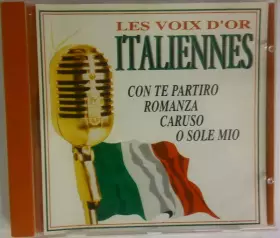 LES VOIX D'OR
ITALIENNES
CON TE PARTIRO
ROMANZA
CARUSO
O SOLE MIO